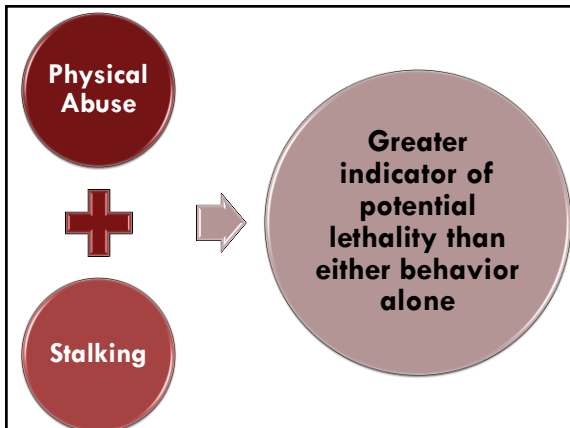 Physical
Abuse
Stalking
Greater
indicator of
potential
lethality than
either behavior
alone